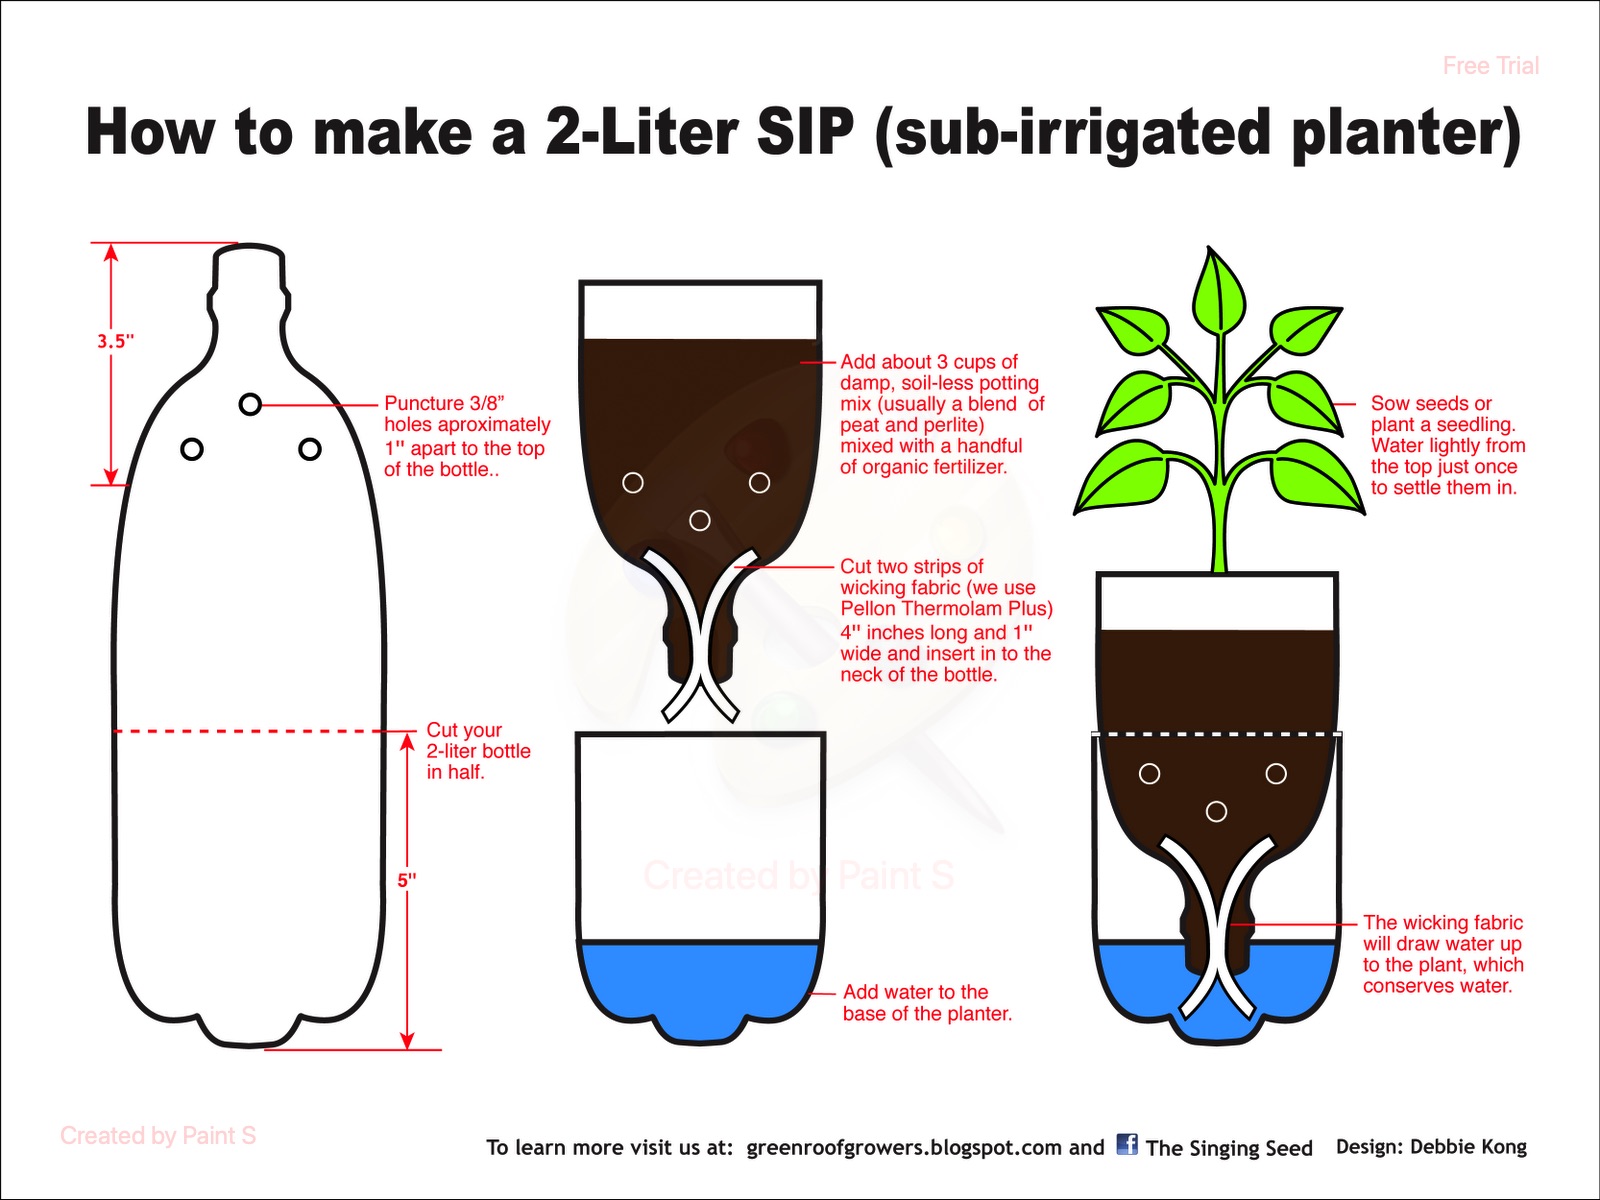 Free Trial
How to make a 2-Liter SIP (sub-irrigated planter)
3.5"
Puncture 3/8”
holes aproximately
1" apart to the top
of the bottle..
Cut your
2-liter bottle
in half.
5"
Add about 3 cups of
damp, soil-less potting
mix (usually a blend of
peat and perlite)
mixed with a handful
of organic fertilizer.
Cut two strips of
wicking fabric (we use
Pellon Thermolam Plus)
4" inches long and 1"
wide and insert in to the
neck of the bottle.
Created by Paint S
Add water to the
base of the planter.
Sow seeds or
plant a seedling.
Water lightly from
the top just once
to settle them in.
The wicking fabric
will draw water up
to the plant, which
conserves water.
Created by Paint S
To learn more visit us at: greenroofgrowers.blogspot.com and f The Singing Seed Design: Debbie Kong